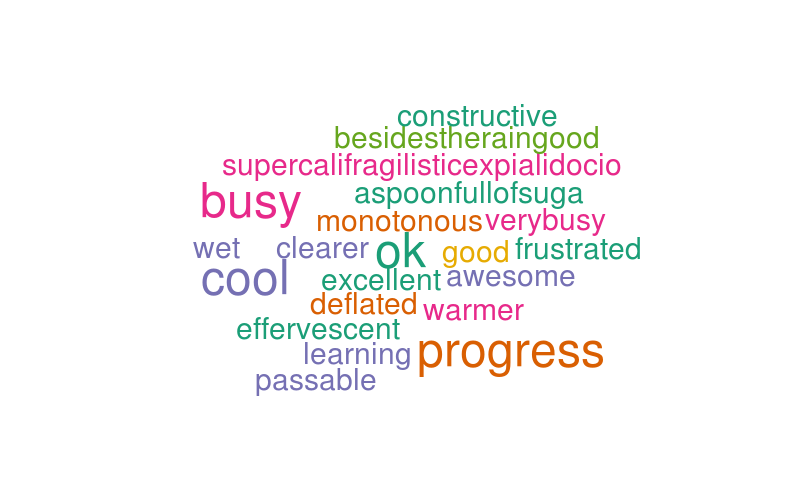 constructive
besidestheraingood
supercalifragilisticexpialidocio
busy aspoonfullofsuga
monotonous verybusy
wet clearer ok good frustrated
cool excellent awesome
deflated warmer
effervescent
learning progress
passable